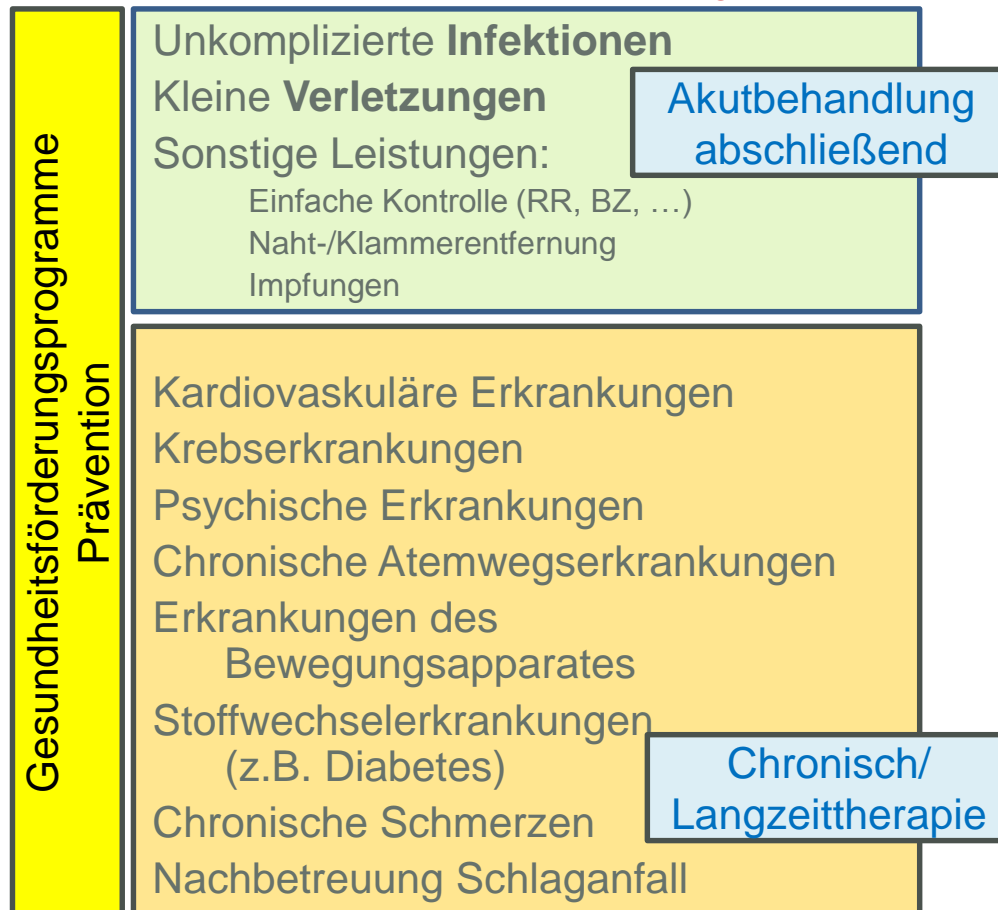 Gesundheitsförderungsprogramme
Prävention
Unkomplizierte Infektionen
Kleine Verletzungen
Sonstige Leistungen:
Einfache Kontrolle (RR, BZ, …)
Naht-/Klammerentfernung
Impfungen
Akutbehandlung
abschließend
Kardiovaskuläre Erkrankungen
Krebserkrankungen
Psychische Erkrankungen
Chronische Atemwegserkrankungen
Erkrankungen des
Bewegungsapparates
Stoffwechselerkrankungen
(z.B. Diabetes)
Chronische Schmerzen
Nachbetreuung Schlaganfall
Chronisch/
Langzeittherapie